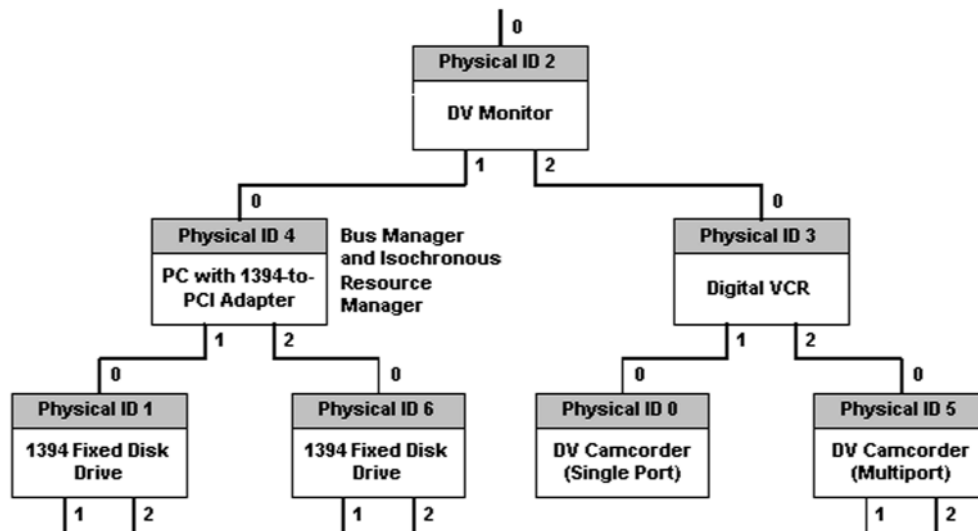 0
Physical ID 2
DV Monitor
1 2
0 0
Physical ID 4
PC with 1394-to-
PCI Adapter
Bus Manager
and Isochronous
Resource
Manager
Physical ID 3
Digital VCR
1 2
1 2
0 0 0 0
Physical ID 1
1394 Fixed Disk
Drive
Physical ID 6
1394 Fixed Disk
Drive
Physical ID 0
DV Camcorder
(Single Port)
Physical ID 5
DV Camcorder
(Multiport)
1 2
1 2
1 2